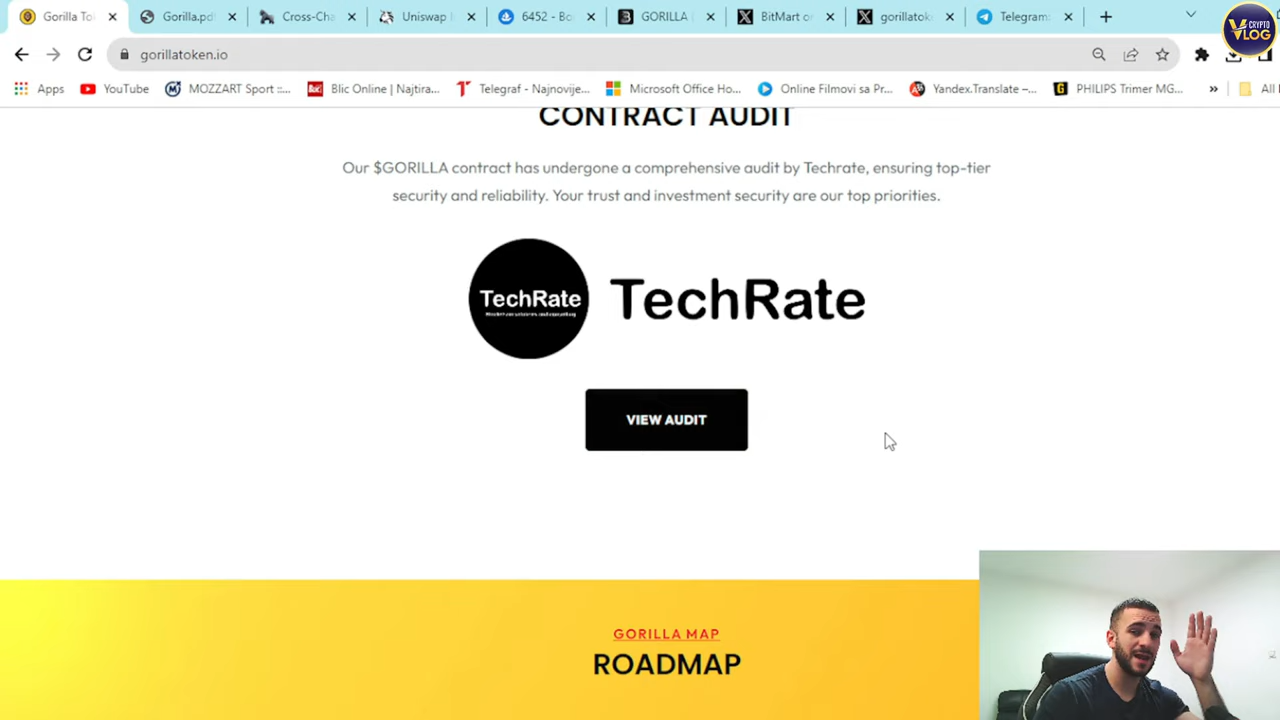 Gorilla To
Gorilla.pd
Cross-Cha
Uniswap
6452 - Bo
GORILLA
BitMart o
gorillatok
Telegram:
CRYPTO
VLOG
gorillatoken.io
Apps
YouTube
MOZZART Sport ::...
Blic Online | Najtira...
Telegraf - Najnovije...
Microsoft Office Ho...
Online Filmovi sa Pr...
Yandex.Translate –...
PHILIPS Trimer MG...
»
All
CONTRACT AUDIT
Our $GORILLA contract has undergone a comprehensive audit by Techrate, ensuring top-tier
security and reliability. Your trust and investment security are our top priorities.
TechRate
TechRate
VIEW AUDIT
GORILLA MAP
ROADMAP